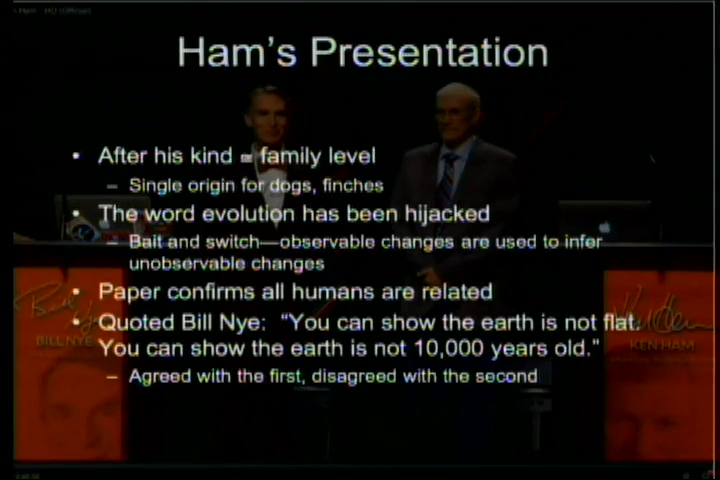 Ham's Presentation
• After his kind = family level
– Single origin for dogs, finches
• The word evolution has been hijacked
– Bait and switch—observable changes are used to infer
unobservable changes
• Paper confirms all humans are related
• Quoted Bill Nye: "You can show the earth is not flat.
You can show the earth is not 10,000 years old."
– Agreed with the first, disagreed with the second
BILL NYE
KEN HAM